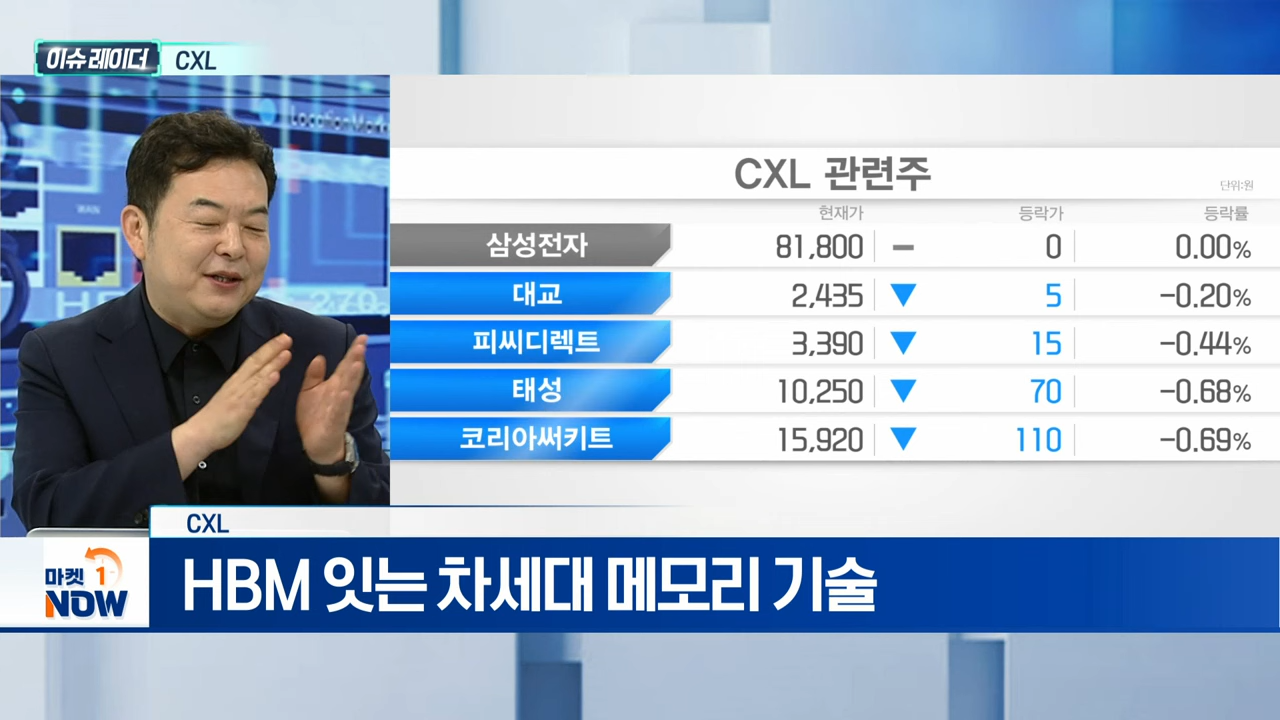 이슈레이더 CXL
LocationMark
WAN
270
CXL 관련주
단위:원
현재가 등락가 등락률
삼성전자 81,800 0 0.00%
대교 2,435 ▼ 5 -0.20%
피씨디렉트 3,390 ▼ 15 -0.44%
태성 10,250 ▼ 70 -0.68%
코리아써키트 15,920 ▼ 110 -0.69%
CXL
마켓 1
NOW
HBM 잇는 차세대 메모리 기술